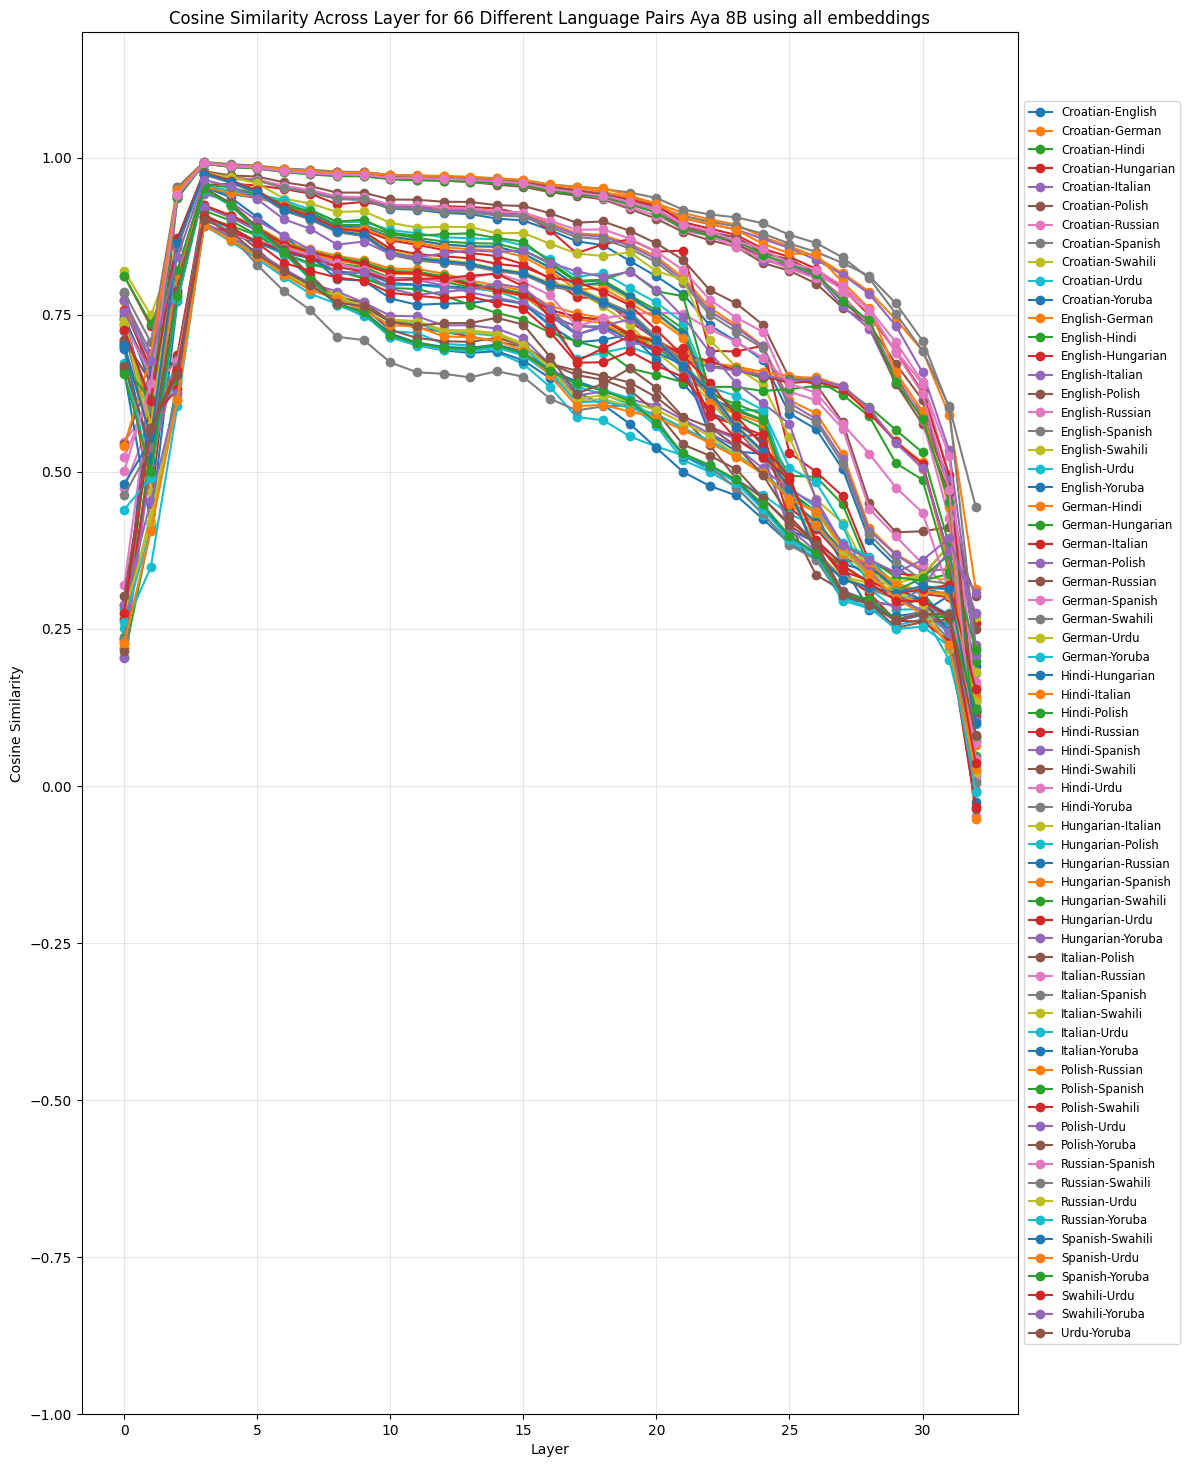 Cosine Similarity Across Layer for 66 Different Language Pairs Aya 8B using all embeddings
Cosine Similarity
1.00
0.75
0.50
0.25
0.00
−0.25
−0.50
−0.75
−1.00
0 5 10 15 20 25 30
Layer
Croatian-English
Croatian-German
Croatian-Hindi
Croatian-Hungarian
Croatian-Italian
Croatian-Polish
Croatian-Russian
Croatian-Spanish
Croatian-Swahili
Croatian-Urdu
Croatian-Yoruba
English-German
English-Hindi
English-Hungarian
English-Italian
English-Polish
English-Russian
English-Spanish
English-Swahili
English-Urdu
English-Yoruba
German-Hindi
German-Hungarian
German-Italian
German-Polish
German-Russian
German-Spanish
German-Swahili
German-Urdu
German-Yoruba
Hindi-Hungarian
Hindi-Italian
Hindi-Polish
Hindi-Russian
Hindi-Spanish
Hindi-Swahili
Hindi-Urdu
Hindi-Yoruba
Hungarian-Italian
Hungarian-Polish
Hungarian-Russian
Hungarian-Spanish
Hungarian-Swahili
Hungarian-Urdu
Hungarian-Yoruba
Italian-Polish
Italian-Russian
Italian-Spanish
Italian-Swahili
Italian-Urdu
Italian-Yoruba
Polish-Russian
Polish-Spanish
Polish-Swahili
Polish-Urdu
Polish-Yoruba
Russian-Spanish
Russian-Swahili
Russian-Urdu
Russian-Yoruba
Spanish-Swahili
Spanish-Urdu
Spanish-Yoruba
Swahili-Urdu
Swahili-Yoruba
Urdu-Yoruba